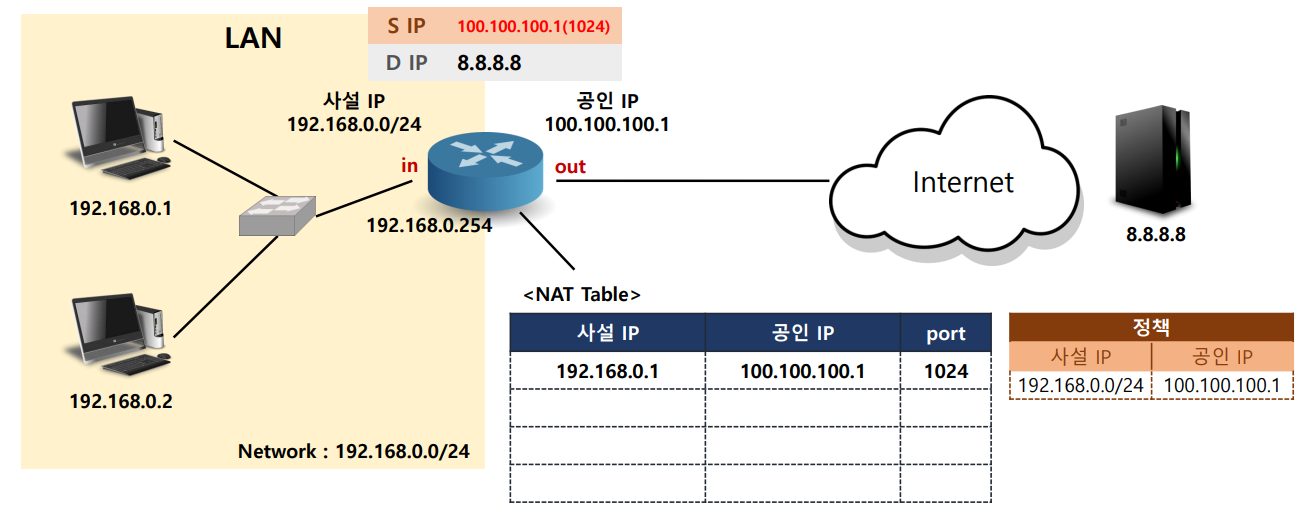 LAN
S IP 100.100.100.1(1024)
D IP 8.8.8.8
사설 IP
192.168.0.0/24
공인 IP
100.100.100.1
in
out
192.168.0.1
192.168.0.254
Internet
8.8.8.8
192.168.0.2
Network : 192.168.0.0/24
<NAT Table>
사설 IP 공인 IP port
192.168.0.1 100.100.100.1 1024
정책
사설 IP 공인 IP
192.168.0.0/24 100.100.100.1